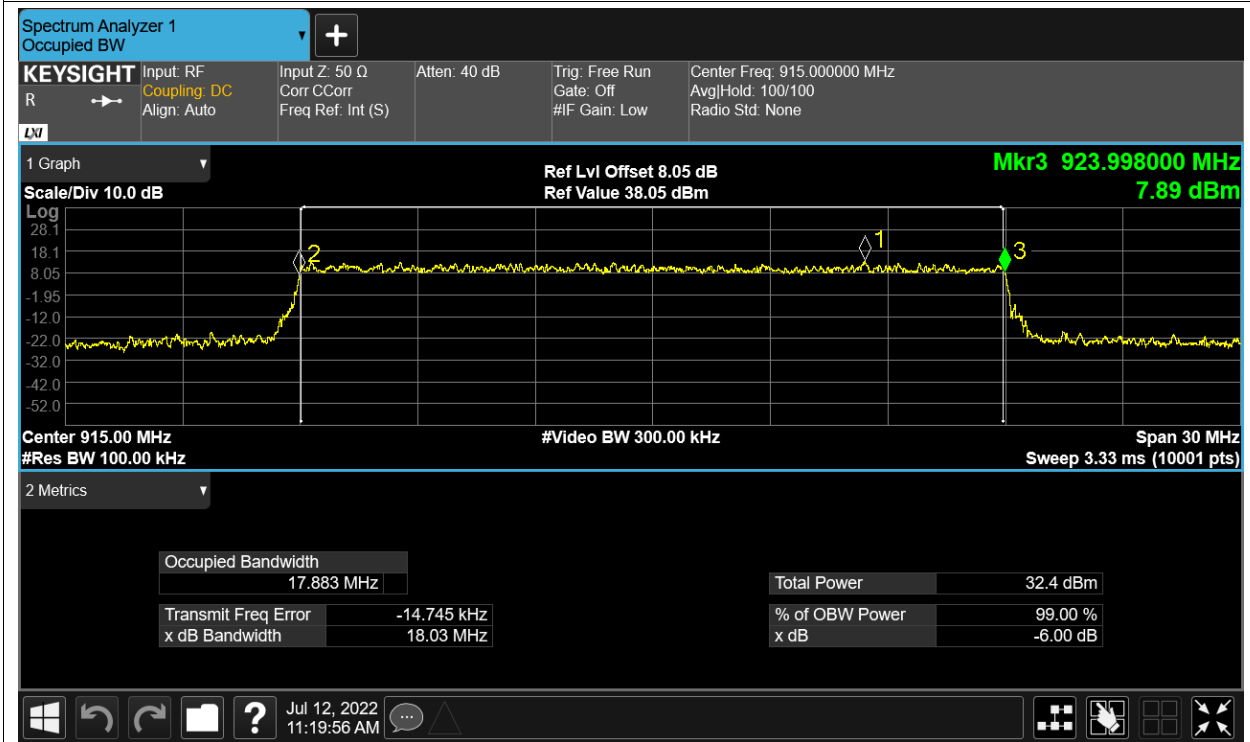 Spectrum Analyzer 1
Occupied BW
KEYSIGHT
R
LXI
Input: RF
Coupling: DC
Align: Auto
Input Z: 50 Ω
Corr CCorr
Freq Ref: Int (S)
Atten: 40 dB
Trig: Free Run
Gate: Off
#IF Gain: Low
Center Freq: 915.000000 MHz
Avg|Hold: 100/100
Radio Std: None
1 Graph
Scale/Div 10.0 dB
Ref Lvl Offset 8.05 dB
Ref Value 38.05 dBm
Mkr3 923.998000 MHz
7.89 dBm
Log
28.1
18.1
8.05
-1.95
-12.0
-22.0
-32.0
-42.0
-52.0
2
1
3
Center 915.00 MHz
#Video BW 300.00 kHz
Span 30 MHz
#Res BW 100.00 kHz
Sweep 3.33 ms (10001 pts)
2 Metrics
Occupied Bandwidth
17.883 MHz
Total Power 32.4 dBm
Transmit Freq Error -14.745 kHz
% of OBW Power 99.00 %
x dB Bandwidth 18.03 MHz
x dB -6.00 dB
?
Jul 12, 2022
11:19:56 AM